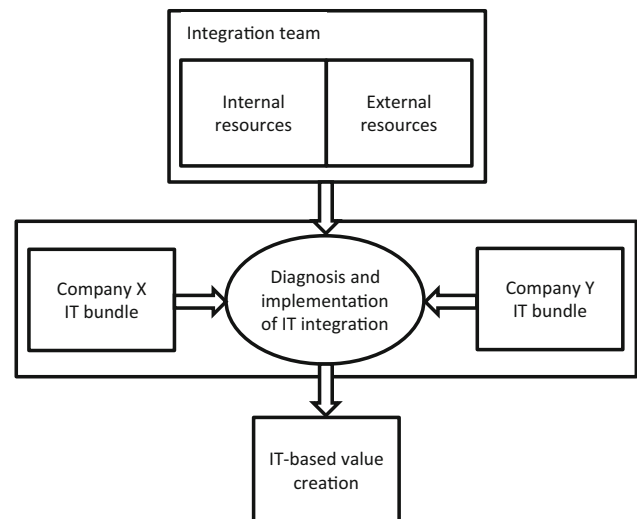 Integration team
Internal
resources
External
resources
Company X
IT bundle
Diagnosis and
implementation
of IT integration
Company Y
IT bundle
IT-based value
creation